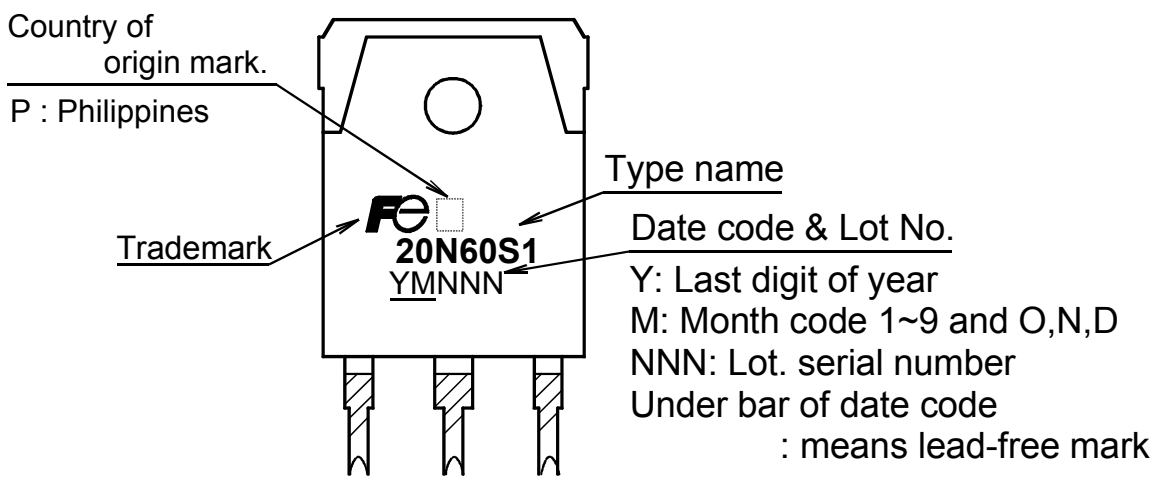 Country of
origin mark.
P : Philippines
Trademark
Fe
20N60S1
YMNNN
Type name
Date code & Lot No.
Y: Last digit of year
M: Month code 1~9 and O,N,D
NNN: Lot. serial number
Under bar of date code
: means lead-free mark